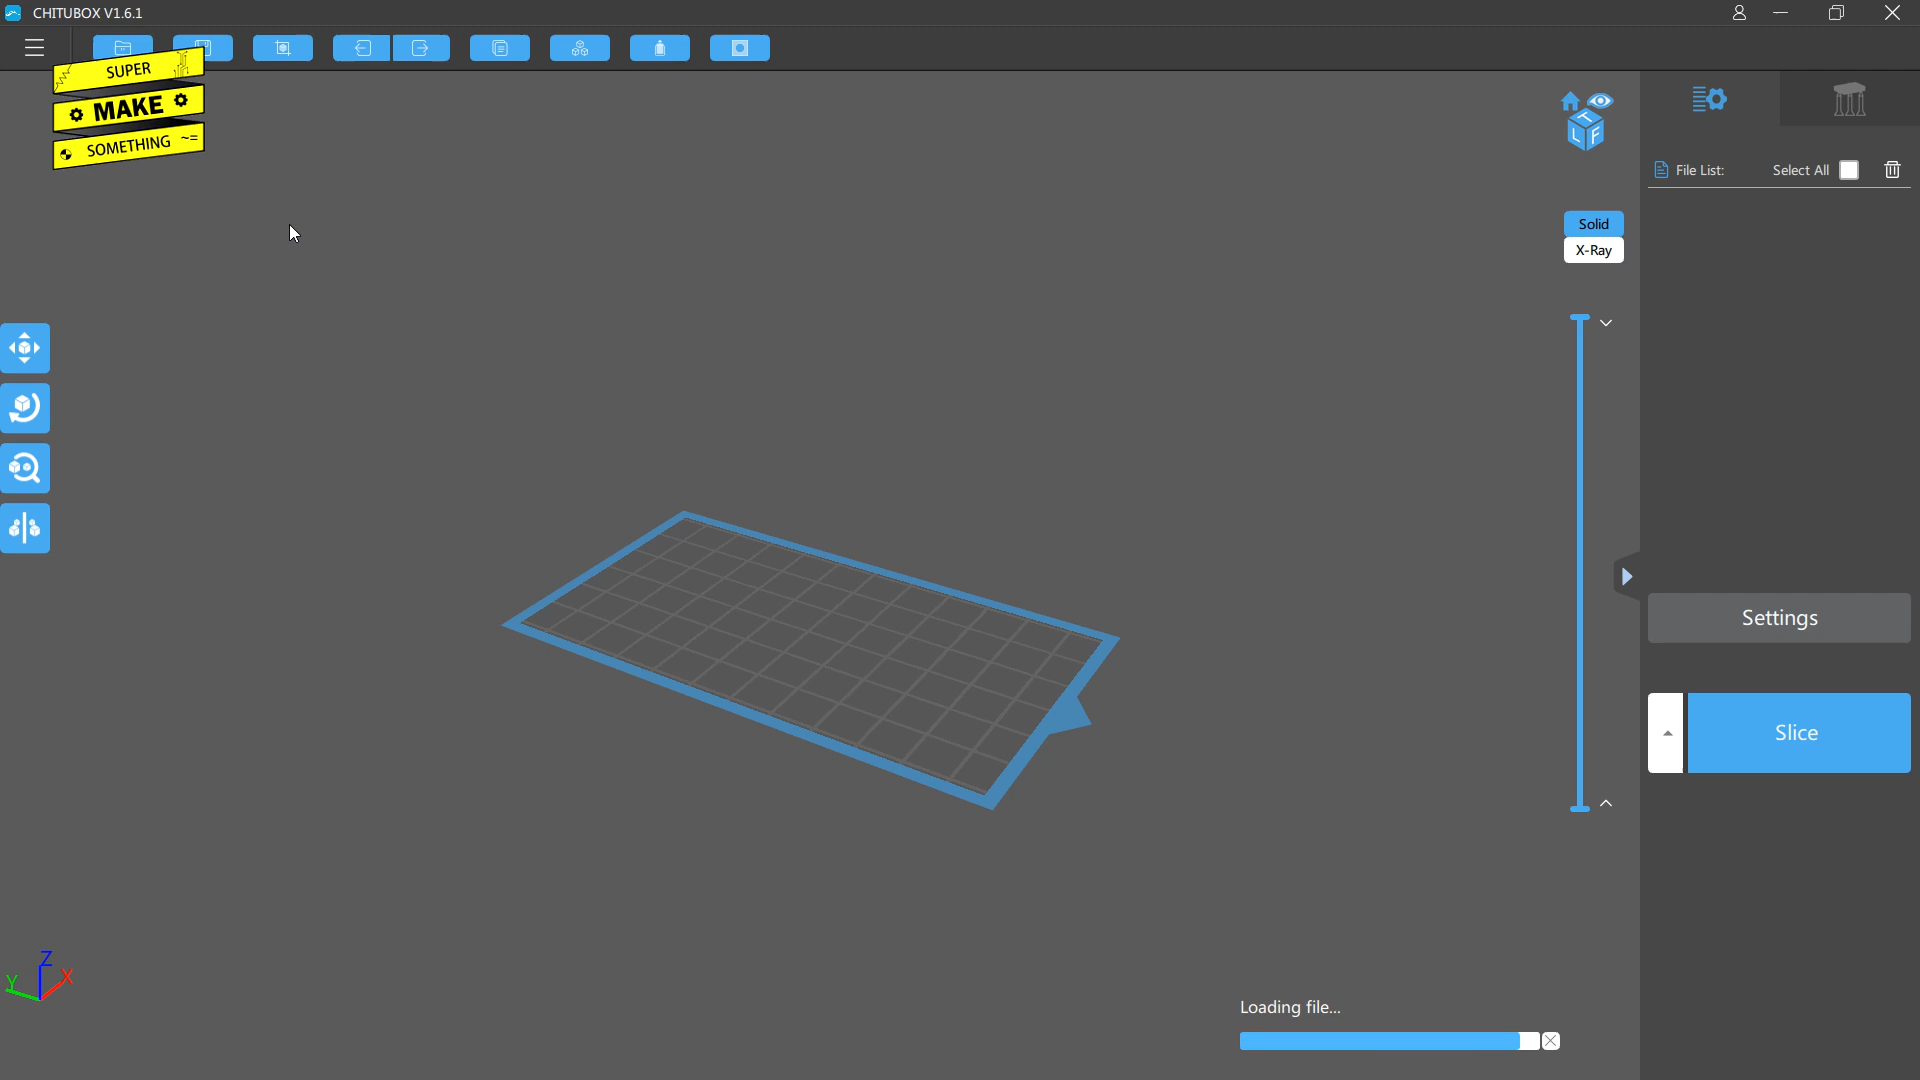 CHITUBOX V1.6.1
SUPER
MAKE
SOMETHING ~=
T
L F
File List:
Select All
Solid
X-Ray
Settings
Slice
Z
Y X
Loading file...